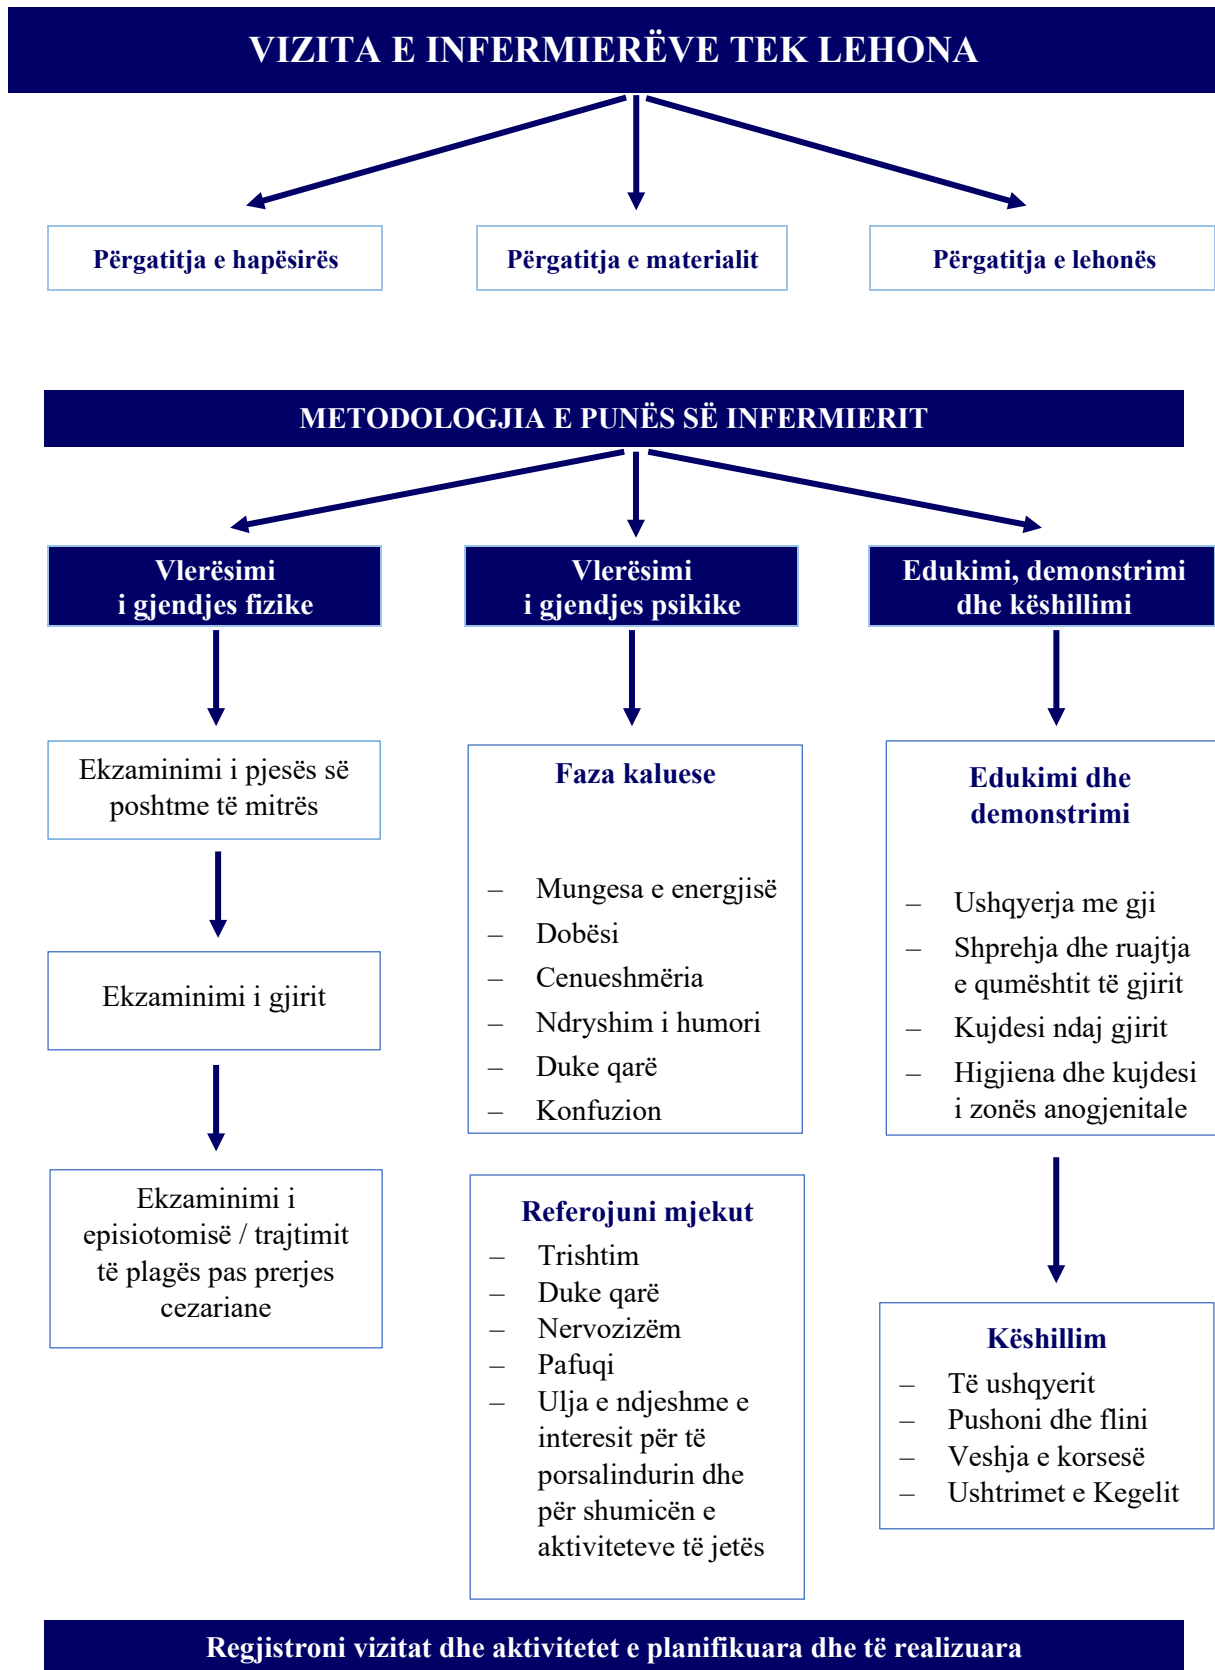 VIZITA E INFERMIERËVE TEK LEHONA
Përgatitja e hapësirës
Përgatitja e materialit
Përgatitja e lehonës
METODOLOGJIA E PUNËS SË INFERMIERIT
Vlerësimi
i gjendjes fizike
Vlerësimi
i gjendjes psikike
Edukimi, demonstrimi
dhe këshillimi
Ekzaminimi i pjesës së
poshtme të mitrës
Ekzaminimi i gjirit
Ekzaminimi i
episiotomisë / trajtimit
të plagës pas prerjes
cezariane
Faza kaluese
– Mungesa e energjisë
– Dobësi
– Cenueshmëria
– Ndryshim i humori
– Duke qarë
– Konfuzion
Referojuni mjekut
– Trishtim
– Duke qarë
– Nervozizëm
– Pafuqi
– Ulja e ndjeshme e
interesit për të
porsalindurin dhe
për shumicën e
aktiviteteve të jetës
Edukimi dhe
demonstrimi
– Ushqyerja me gji
– Shprehja dhe ruajtja
e qumështit të gjirit
– Kujdesi ndaj gjirit
– Higjiena dhe kujdesi
i zonës anogjenitale
Këshillim
– Të ushqyerit
– Pushoni dhe flini
– Veshja e korsesë
– Ushtrimet e Kegelit
Regjistroni vizitat dhe aktivitetet e planifikuara dhe të realizuara